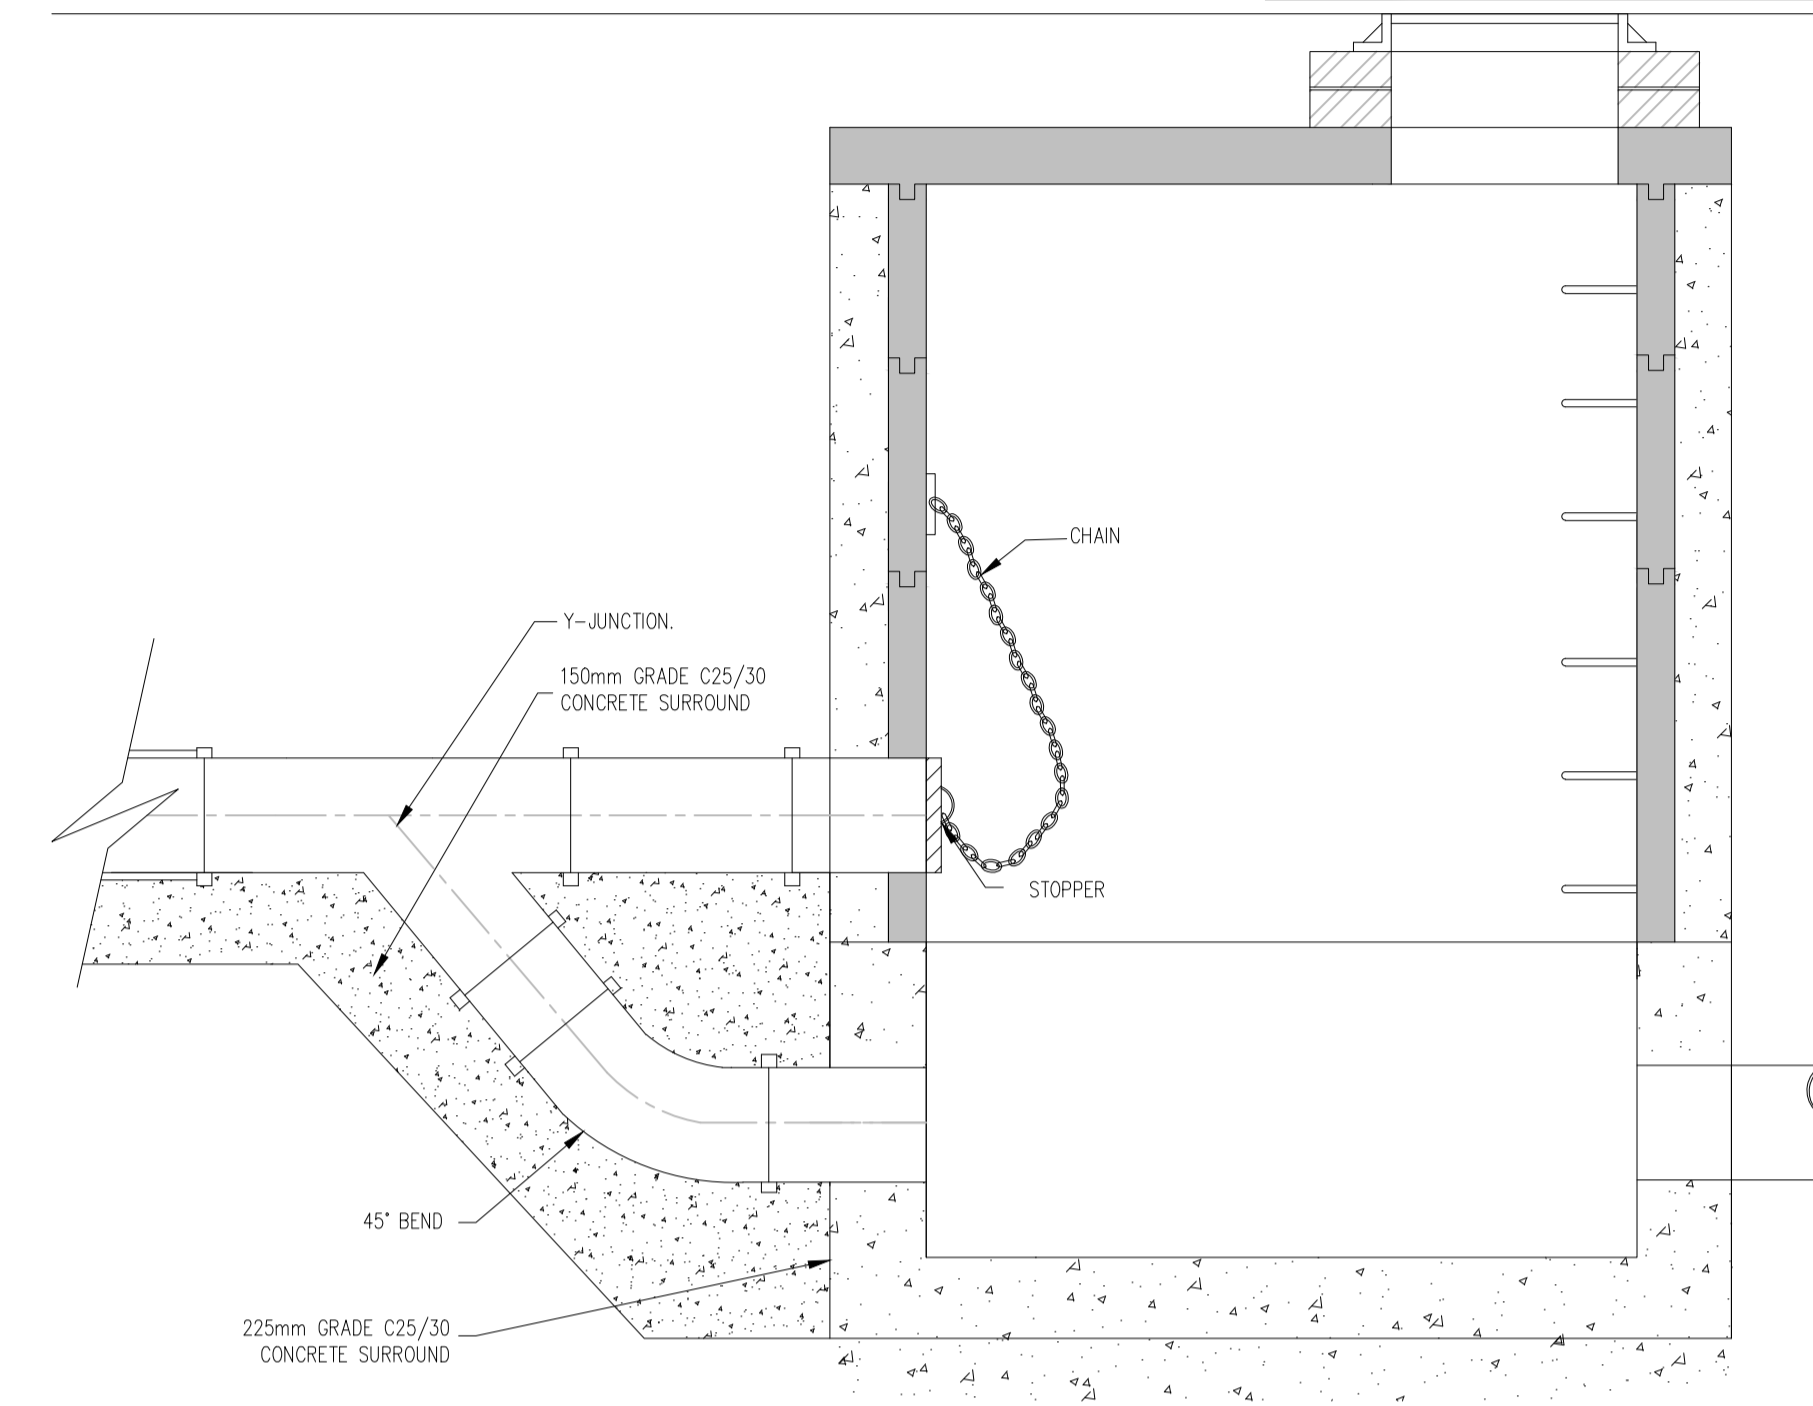 CHAIN
Y-JUNCTION.
150mm GRADE C25/30
CONCRETE SURROUND
STOPPER
45° BEND
225mm GRADE C25/30
CONCRETE SURROUND